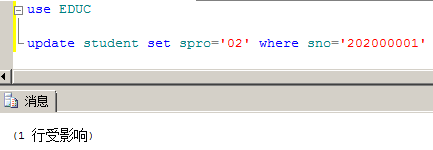 use EDUC
update student set spro='02' where sno='202000001'
消息
(1 行受影响)